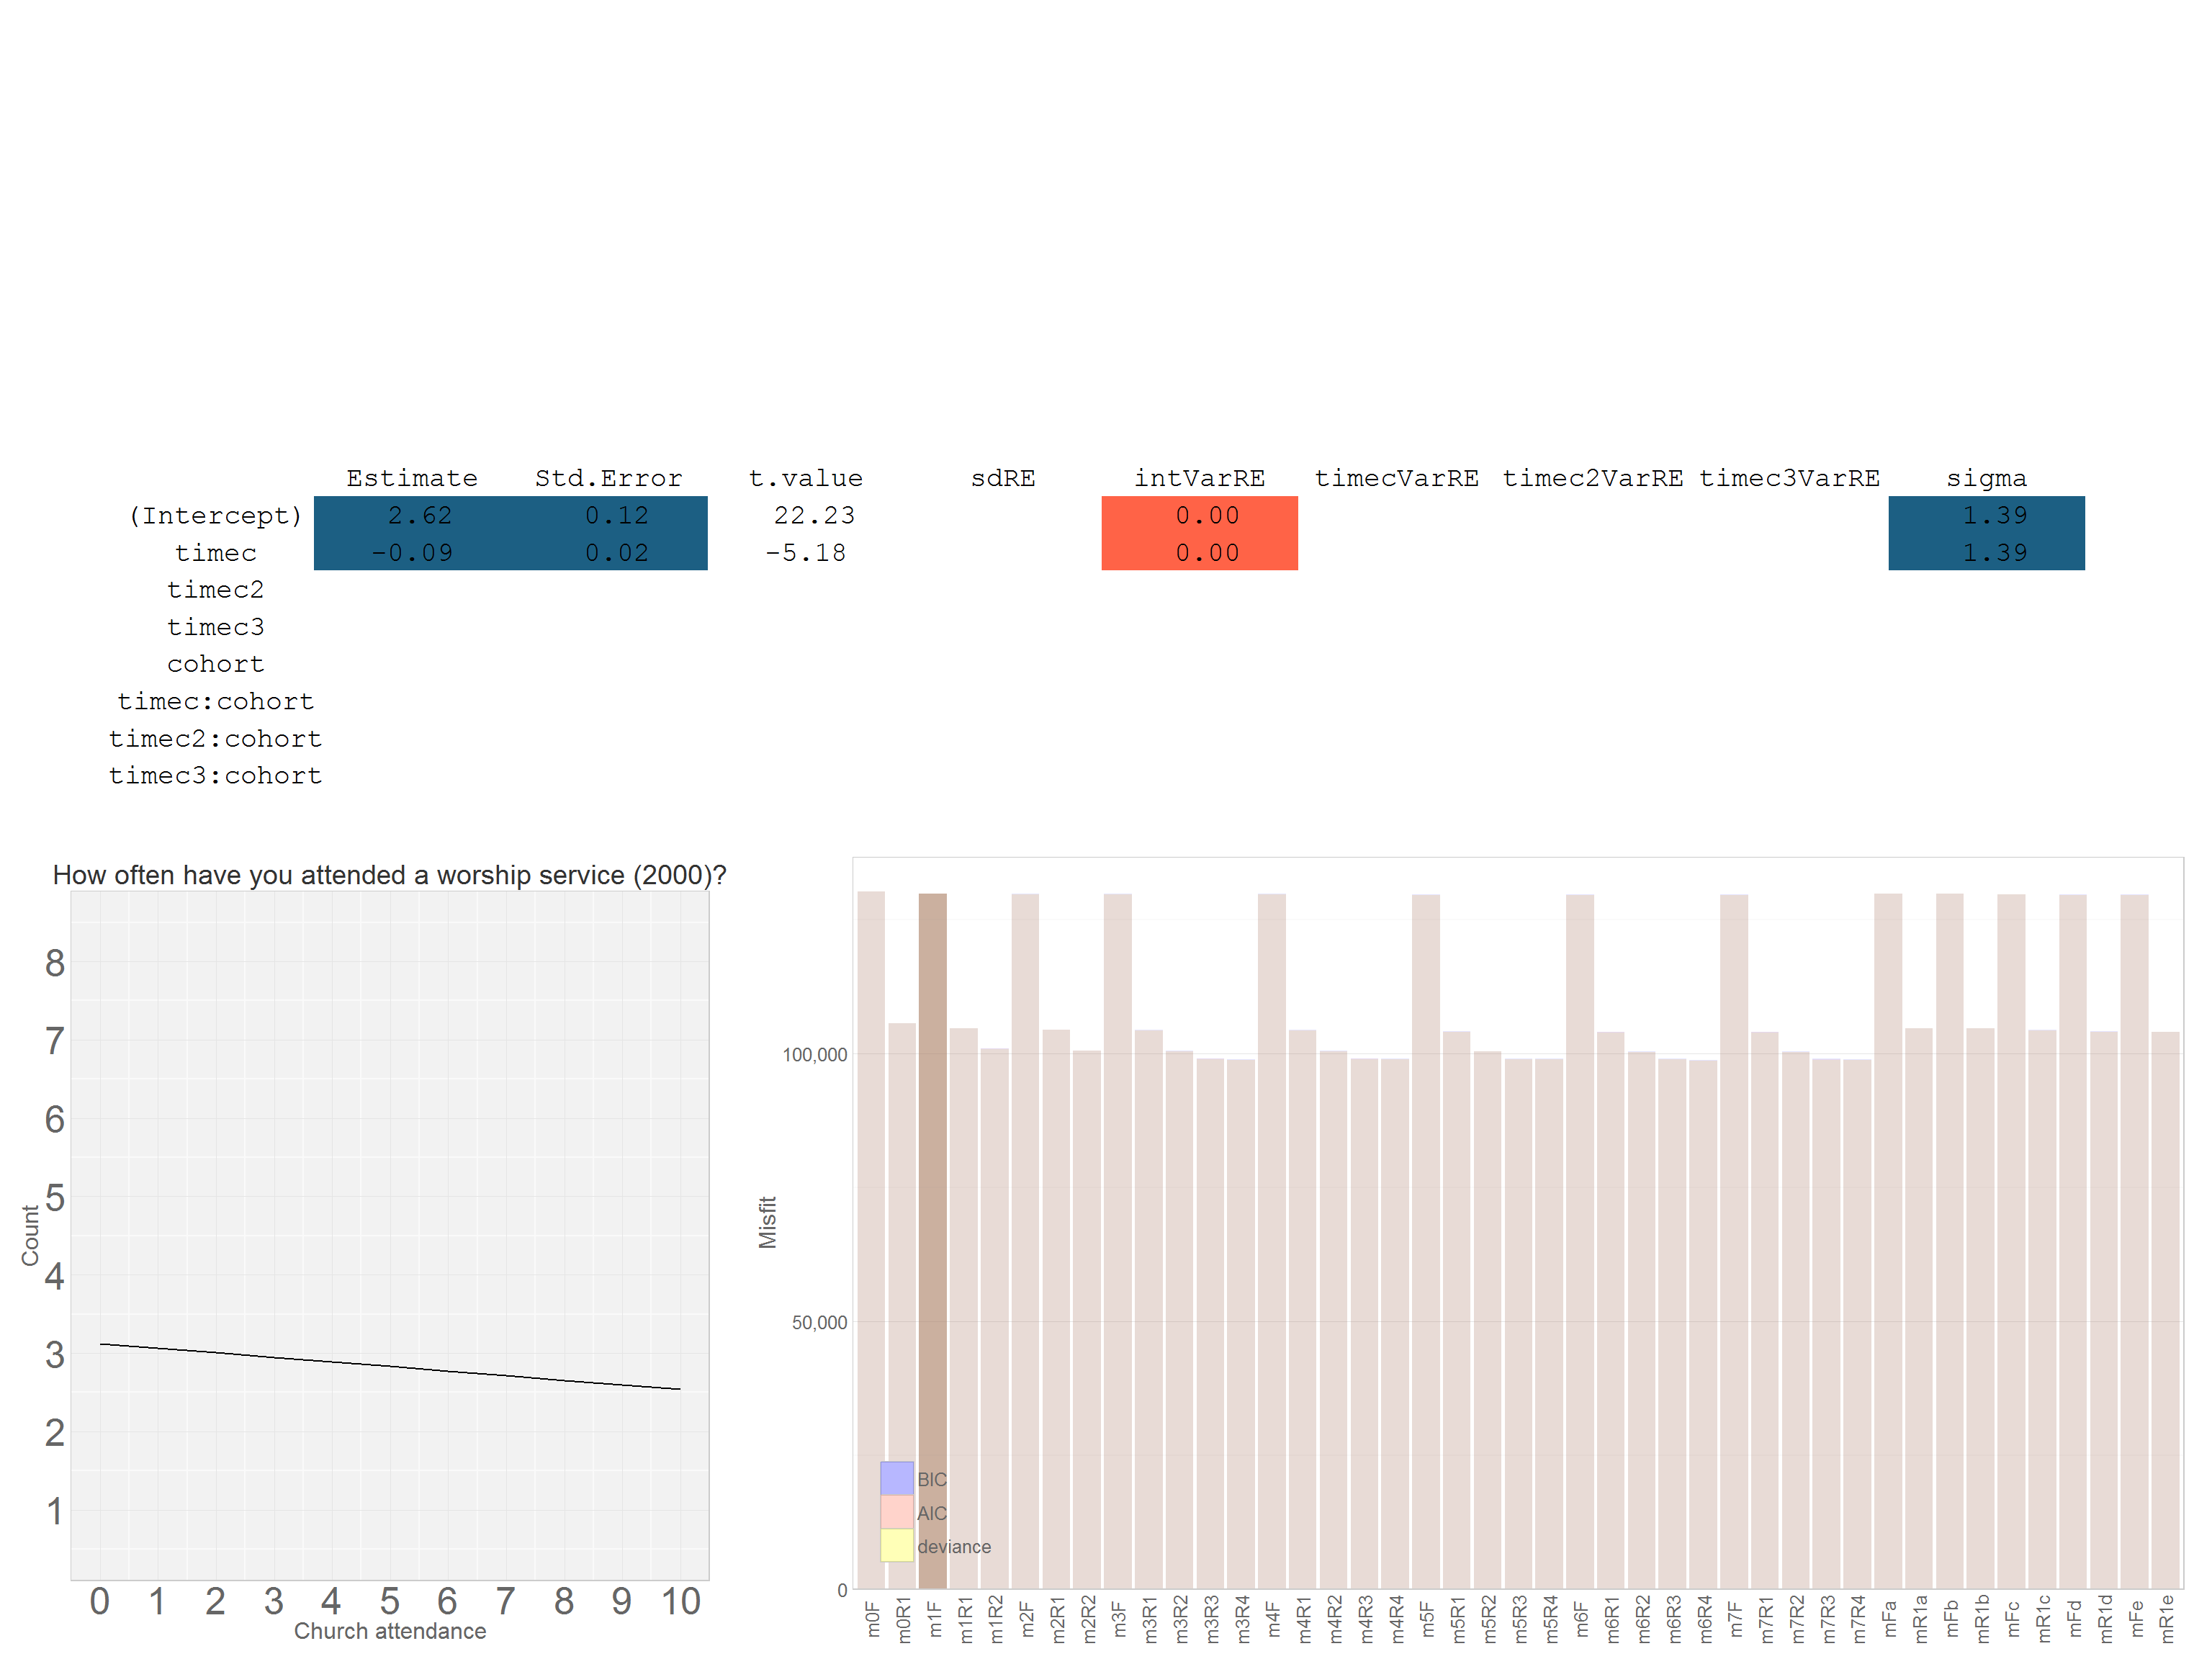 Estimate Std.Error t.value sdRE intVarRE timecVarRE timec2VarRE timec3VarRE sigma
(Intercept) 2.62 0.12 22.23 0.00 1.39
timec -0.09 0.02 -5.18 0.00 1.39
timec2
timec3
cohort
timec:cohort
timec2:cohort
timec3:cohort
How often have you attended a worship service (2000)?
8
7
6
5
4
3
2
1
Count
0 1 2 3 4 5 6 7 8 9 10
Church attendance
Misfit
100,000
50,000
0
BIC
AIC
deviance
m0F m0R1 m1F m1R1 m1R2 m2F m2R1 m2R2 m3F m3R1 m3R2 m3R3 m3R4 m4F m4R1 m4R2 m4R3 m4R4 m5F m5R1 m5R2 m5R3 m5R4 m6F m6R1 m6R2 m6R3 m6R4 m7F m7R1 m7R2 m7R3 m7R4 mFa mR1a mFb mR1b mFc mR1c mFd mR1d mFe mR1e